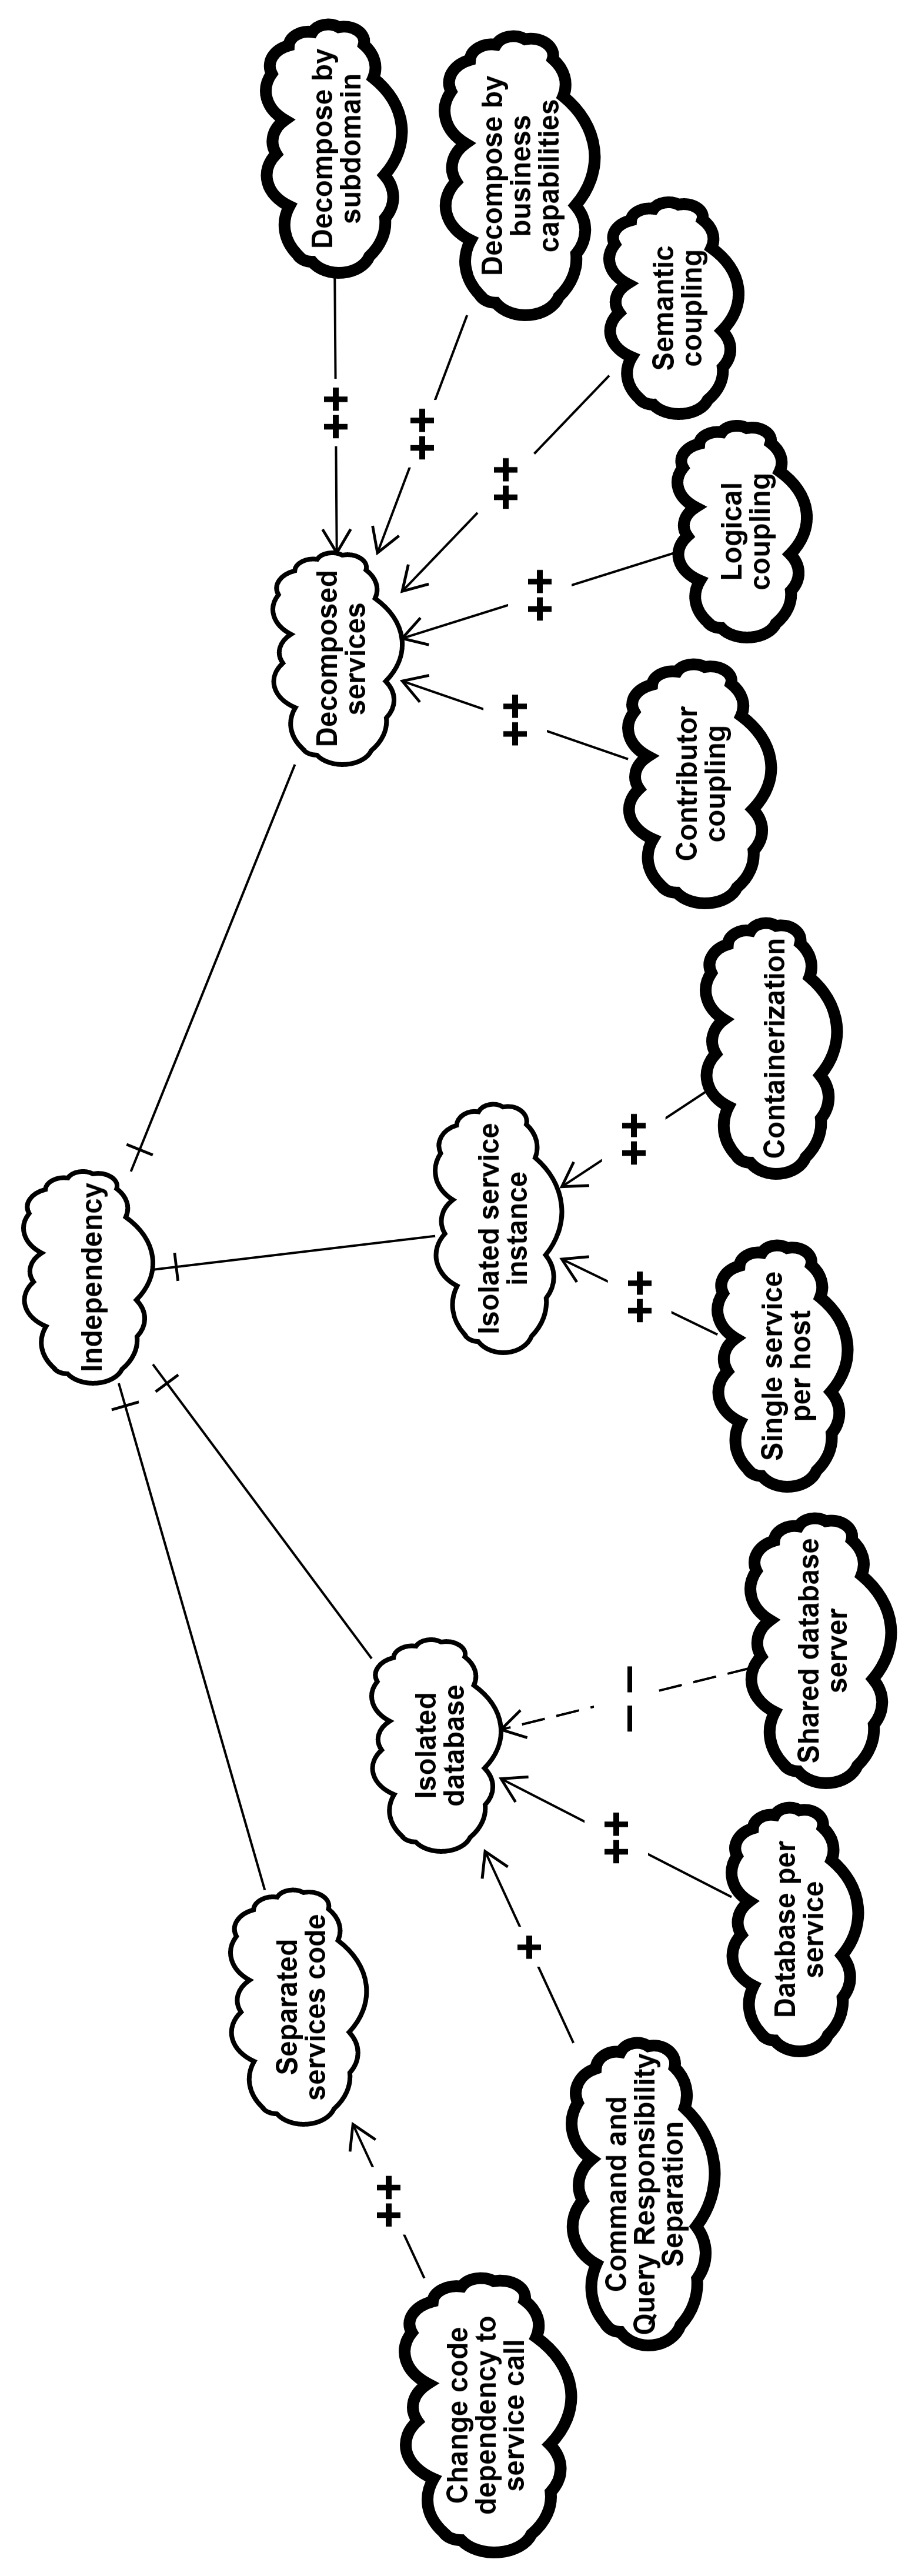 Independency
Separated
services code
Isolated
database
Isolated service
instance
Decomposed
services
Change code
dependency to
service call
++
Command and
Query Responsibility
Separation
+
Database per
service
++
Shared database
server
– –
Single service
per host
++
Containerization
++
Contributor
coupling
++
Logical
coupling
++
Semantic
coupling
++
Decompose by
business
capabilities
++
Decompose by
subdomain
++